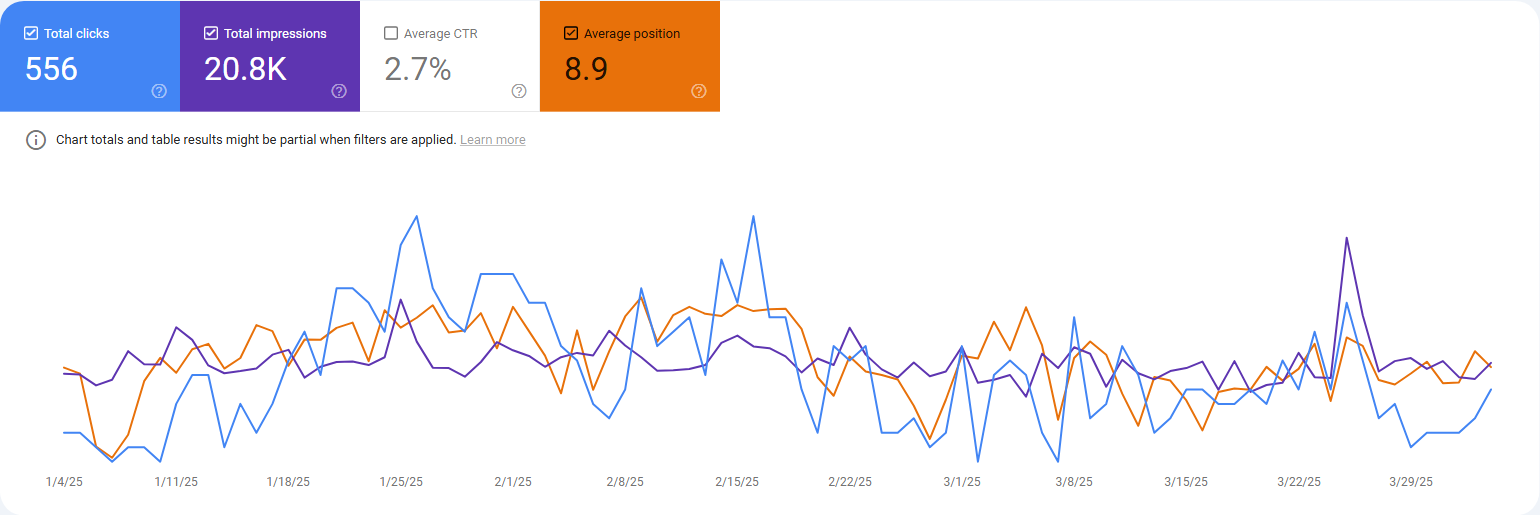 Total clicks
556
Total impressions
20.8K
Average CTR
2.7%
Average position
8.9
Chart totals and table results might be partial when filters are applied. Learn more
1/4/25 1/11/25 1/18/25 1/25/25 2/1/25 2/8/25 2/15/25 2/22/25 3/1/25 3/8/25 3/15/25 3/22/25 3/29/25